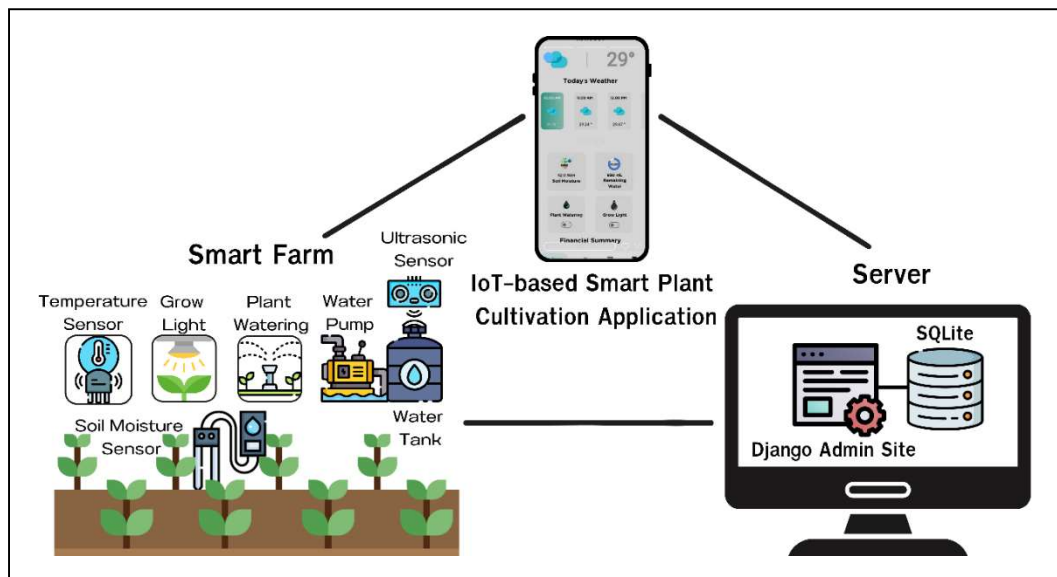 29°
Today's Weather
Soil Moisture
Remaining
Water
Plant Watering
Grow Light
Financial Summary
IoT-based Smart Plant
Cultivation Application
Smart Farm
Ultrasonic
Sensor
Temperature
Sensor
Grow
Light
Plant
Watering
Water
Pump
Soil Moisture
Sensor
Water
Tank
Server
SQLite
Django Admin Site